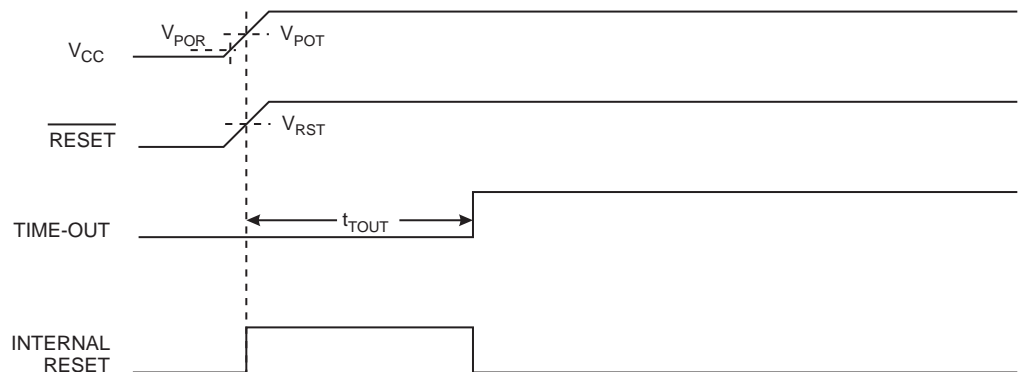 V_POR
V_POT
V_CC
V_RST
RESET
t_TOUT
TIME-OUT
INTERNAL
RESET